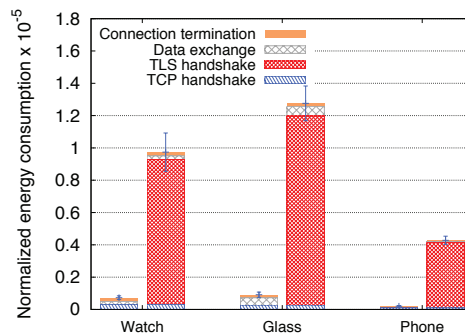 Connection termination
Data exchange
TLS handshake
TCP handshake
Normalized energy consumption x 10^-5
1.8
1.6
1.4
1.2
1
0.8
0.6
0.4
0.2
0
Watch
Glass
Phone